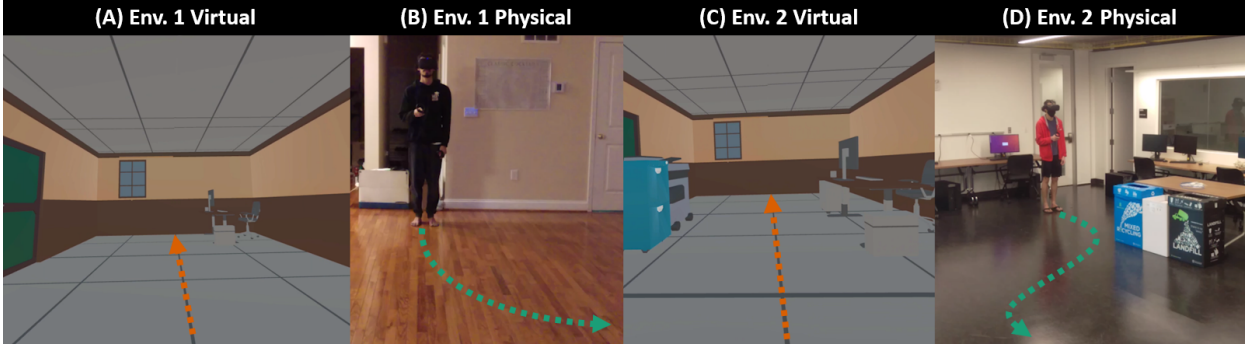 (A) Env. 1 Virtual
(B) Env. 1 Physical
(C) Env. 2 Virtual
(D) Env. 2 Physical
MIXED
RECYCLING
LANDFILL